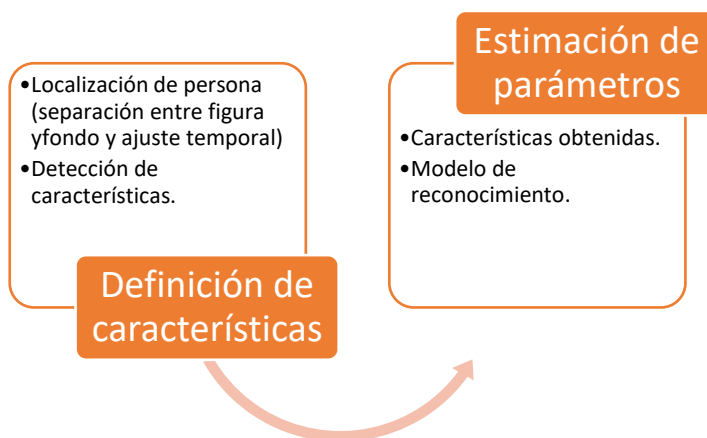 •Localización de persona
(separación entre figura
yfondo y ajuste temporal)
•Detección de
características.
Definición de
características
Estimación de
parámetros
•Características obtenidas.
•Modelo de
reconocimiento.